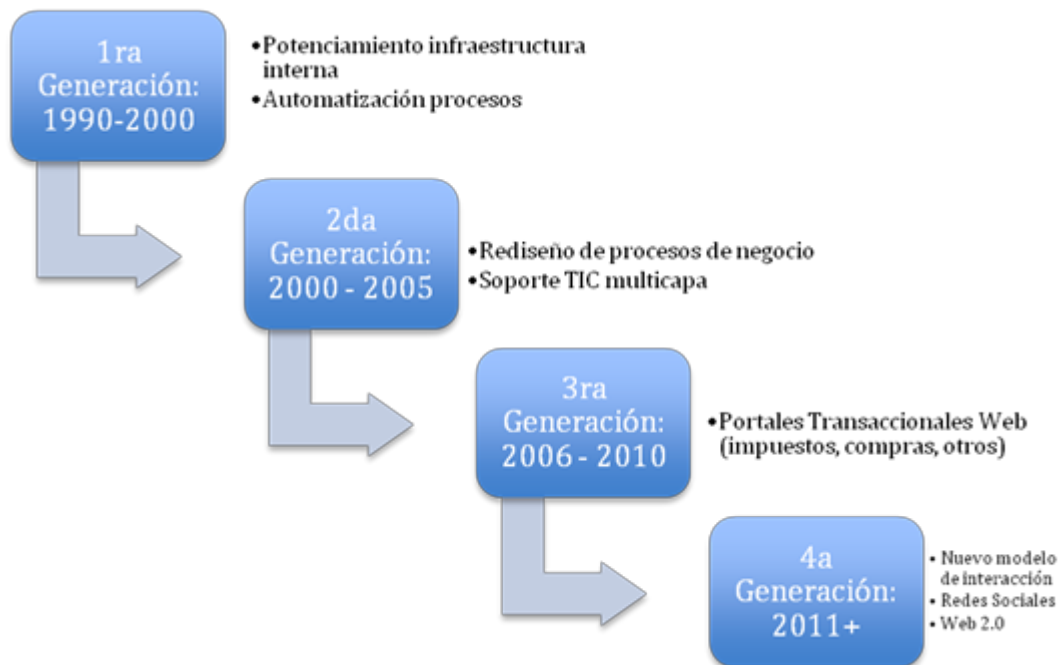 1ra
Generación:
1990-2000
•Potenciamiento infraestructura
interna
•Automatización procesos
2da
Generación:
2000 - 2005
•Rediseño de procesos de negocio
•Soporte TIC multicapa
3ra
Generación:
2006 - 2010
•Portales Transaccionales Web
(impuestos, compras, otros)
4a
Generación:
2011+
• Nuevo modelo
de interacción
• Redes Sociales
• Web 2.0